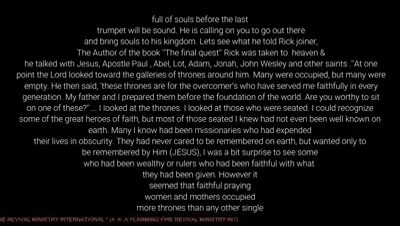 full of souls before the last
trumpet will be sound. He is calling on you to go out there
and bring souls to his kingdom. Lets see what he told Rick joiner,
The Author of the book "The final quest" Rick was taken to  heaven &
he talked with Jesus, Apostle Paul , Abel, Lot, Adam, Jonah, John Wesley and other saints ."At one
point the Lord looked toward the galleries of thrones around him. Many were occupied, but many were
empty. He then said, 'these thrones are for the overcomer's who have served me faithfully in every
generation. My father and I prepared them before the foundation of the world. Are you worthy to sit
on one of these?"'.... I looked at the thrones. I looked at those who were seated. I could recognize
some of the great heroes of faith, but most of those seated I knew had not even been well known on
earth. Many I know had been missionaries who had expended
their lives in obscurity. They had never cared to be remembered on earth, but wanted only to
be remembered by Him (JESUS), I was a bit surprise to see some
who had been wealthy or rulers who had been faithful with what
they had been given. However it
seemed that faithful praying
women and mothers occupied
more thrones than any other single
RE REVIVAL MINISTRY INTERNATIONAL " (A. K. A FLAMMING FIRE REVIVAL MINISTRY INT)